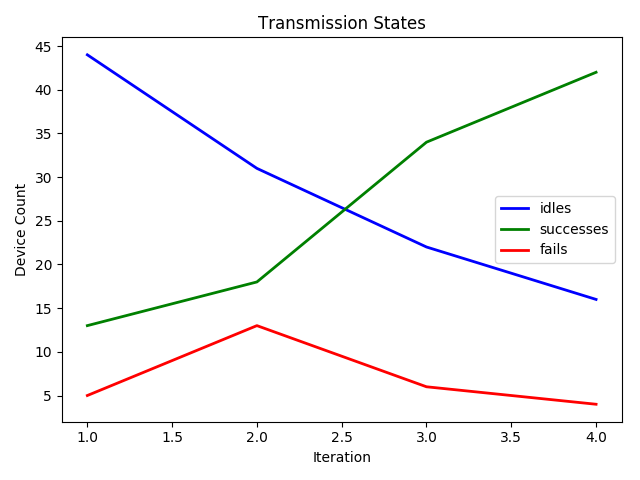 Transmission States
Device Count
45
40
35
30
25
20
15
10
5
idles
successes
fails
1.0 1.5 2.0 2.5 3.0 3.5 4.0
Iteration